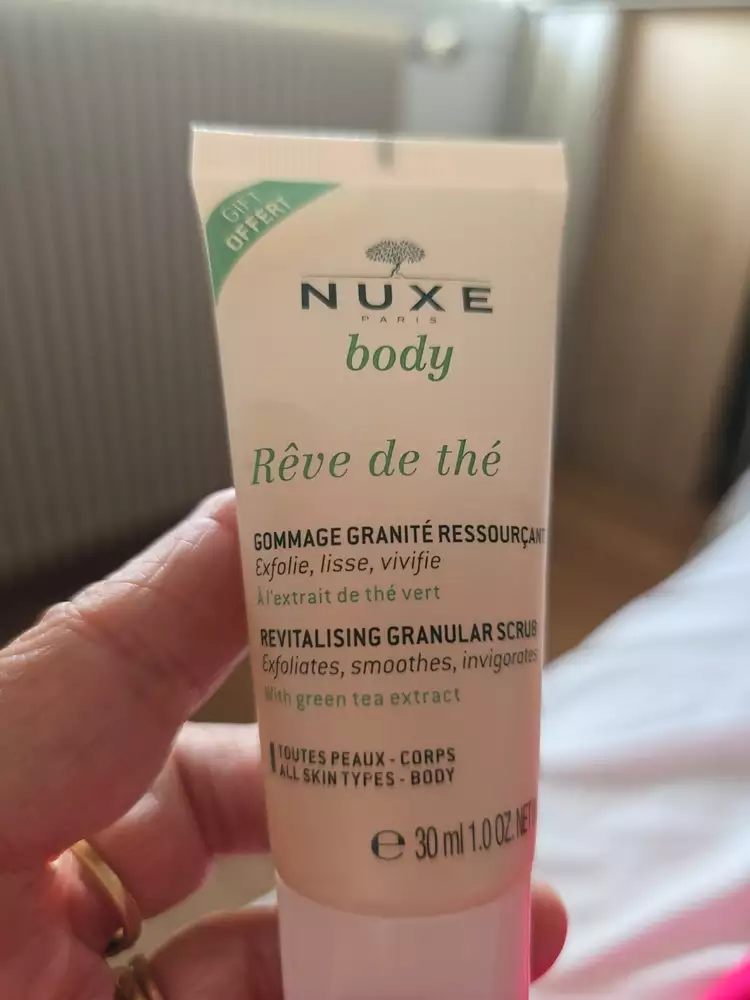 GIFT
OFFERT
NUXE
PARIS
body
Rêve de thé
GOMMAGE GRANITÉ RESSOURÇANT
Exfolie, lisse, vivifie
À l'extrait de thé vert
REVITALISING GRANULAR SCRUB
Exfoliates, smoothes, invigorates
With green tea extract
TOUTES PEAUX - CORPS
ALL SKIN TYPES - BODY
e 30 ml 1.0 OZ. NET